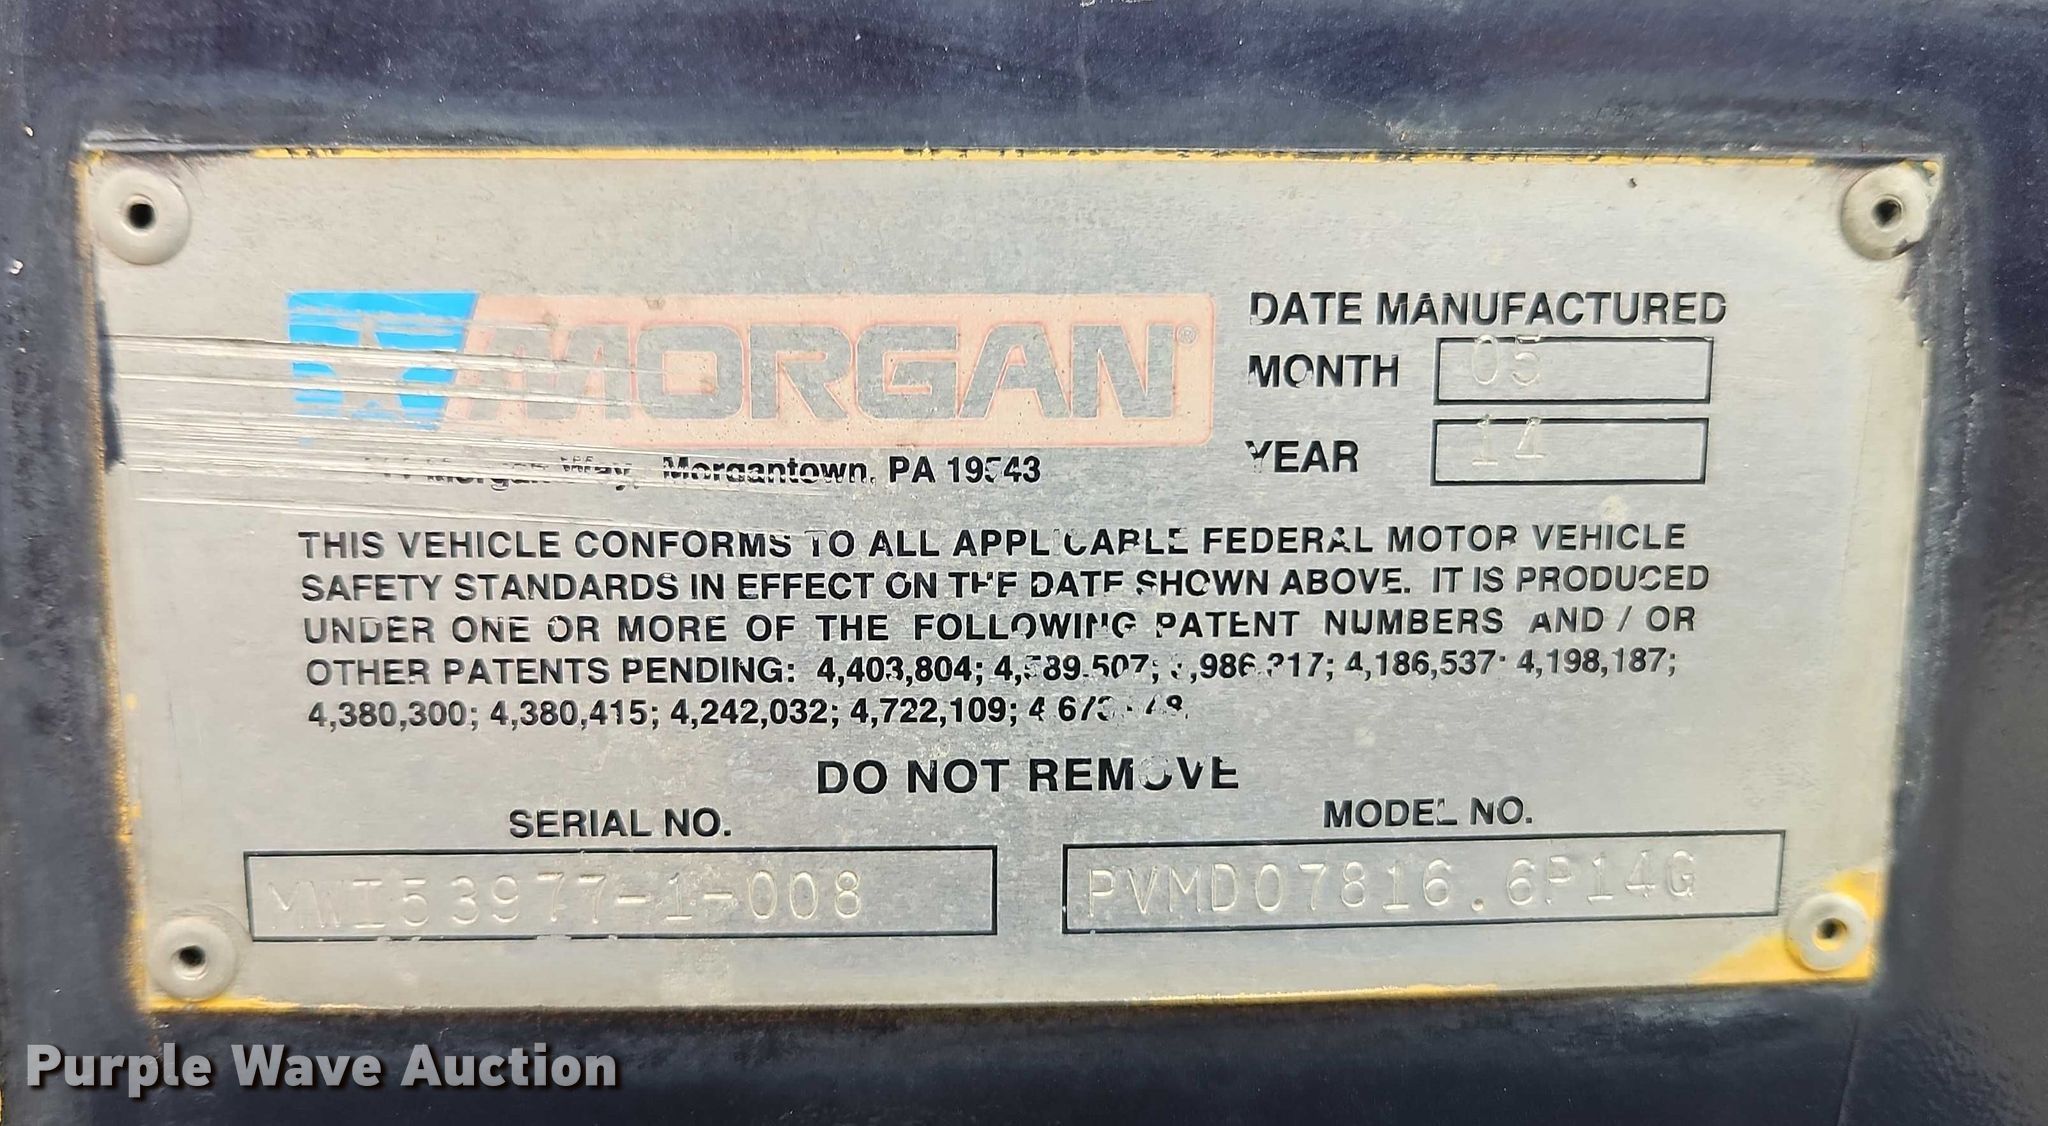 MORGAN®
Morgan Way, Morgantown, PA 19543
DATE MANUFACTURED
MONTH 05
YEAR 14
THIS VEHICLE CONFORMS TO ALL APPLICABLE FEDERAL MOTOR VEHICLE
SAFETY STANDARDS IN EFFECT ON THE DATE SHOWN ABOVE. IT IS PRODUCED
UNDER ONE OR MORE OF THE FOLLOWING PATENT NUMBERS AND / OR
OTHER PATENTS PENDING: 4,403,804; 4,186,537; 4,198,187;
4,380,300; 4,380,415; 4,242,032; 4,722,109;
DO NOT REMOVE
SERIAL NO.
MWI53977-1-008
MODEL NO.
PVMD07816.6P14G
Purple Wave Auction